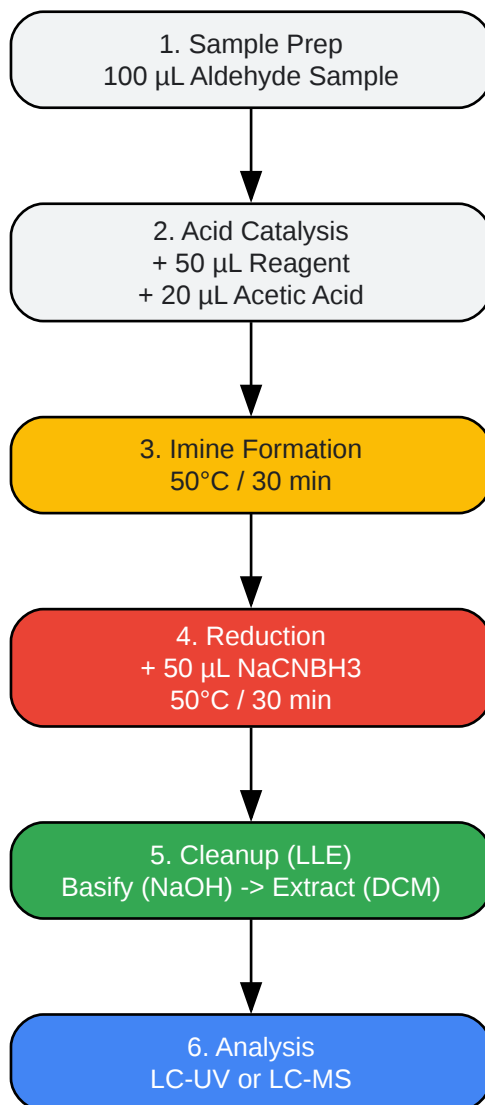 1. Sample Prep
100 µL Aldehyde Sample
2. Acid Catalysis
+ 50 µL Reagent
+ 20 µL Acetic Acid
3. Imine Formation
50°C / 30 min
4. Reduction
+ 50 µL NaCNBH3
50°C / 30 min
5. Cleanup (LLE)
Basify (NaOH) -> Extract (DCM)
6. Analysis
LC-UV or LC-MS